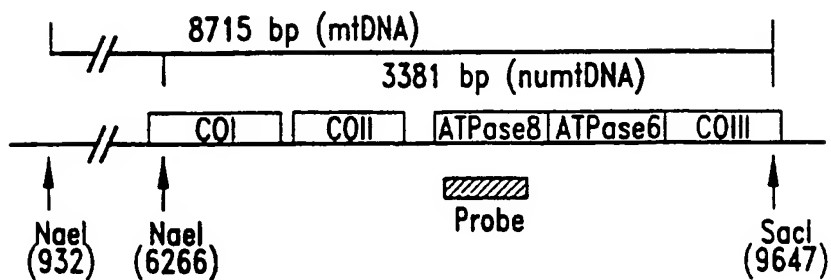 8715 bp (mtDNA)
3381 bp (numtDNA)
COI COII ATPase8 ATPase6 COIII
Probe
NaeI NaeI SacI
(932) (6266) (9647)